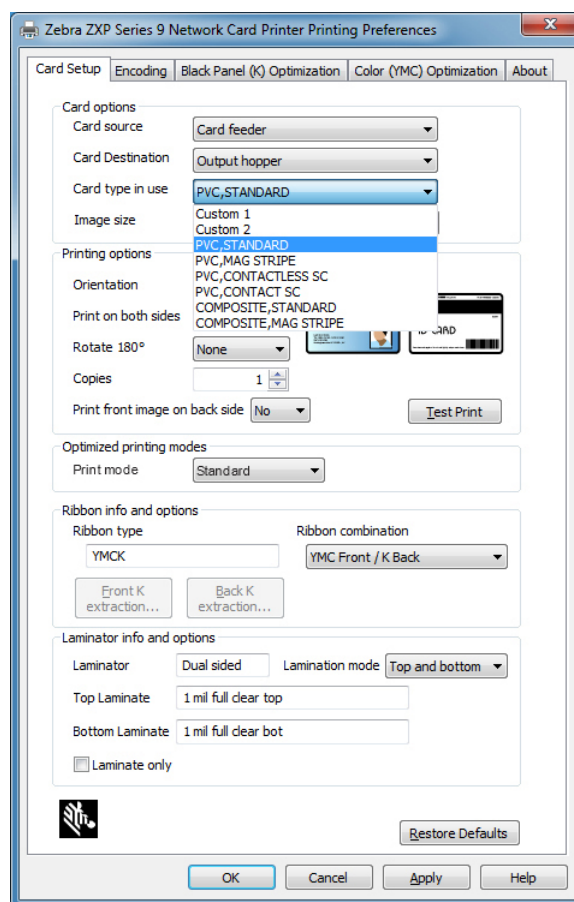 Zebra ZXP Series 9 Network Card Printer Printing Preferences
Card Setup Encoding Black Panel (K) Optimization Color (YMC) Optimization About
Card options
Card source Card feeder
Card Destination Output hopper
Card type in use PVC,STANDARD
Image size
Custom 1
Custom 2
PVC,STANDARD
PVC,MAG STRIPE
PVC,CONTACTLESS SC
PVC,CONTACT SC
COMPOSITE,STANDARD
COMPOSITE,MAG STRIPE
Printing options
Orientation
Print on both sides
ID CARD
Rotate 180° None
Copies 1
Print front image on back side No Test Print
Optimized printing modes
Print mode Standard
Ribbon info and options
Ribbon type Ribbon combination
YMCK YMC Front / K Back
Front K extraction... Back K extraction...
Laminator info and options
Laminator Dual sided Lamination mode Top and bottom
Top Laminate 1 mil full clear top
Bottom Laminate 1 mil full clear bot
Laminate only
Restore Defaults
OK Cancel Apply Help